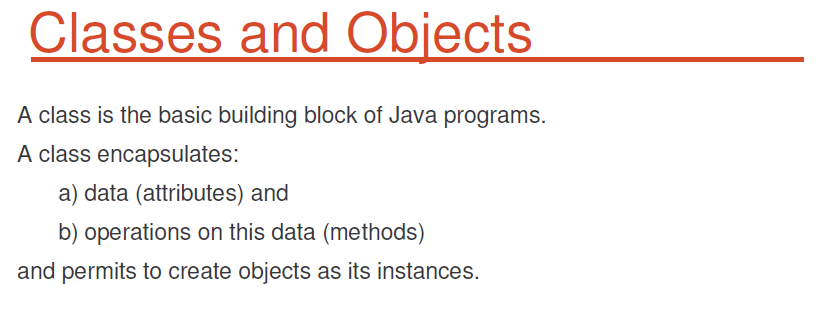 Classes and Objects
A class is the basic building block of Java programs.
A class encapsulates:
a) data (attributes) and
b) operations on this data (methods)
and permits to create objects as its instances.